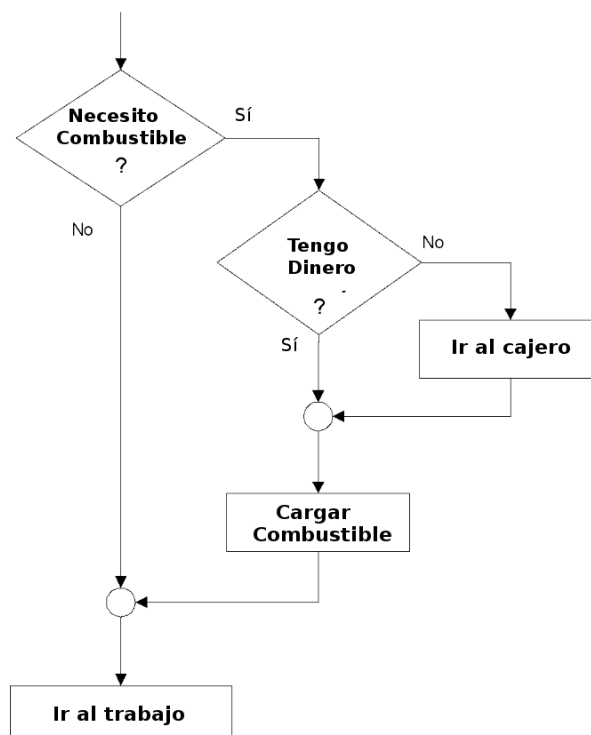 Necesito
Combustible
?
Sí
No
Tengo
Dinero
?
No
Sí
Ir al cajero
Cargar
Combustible
Ir al trabajo